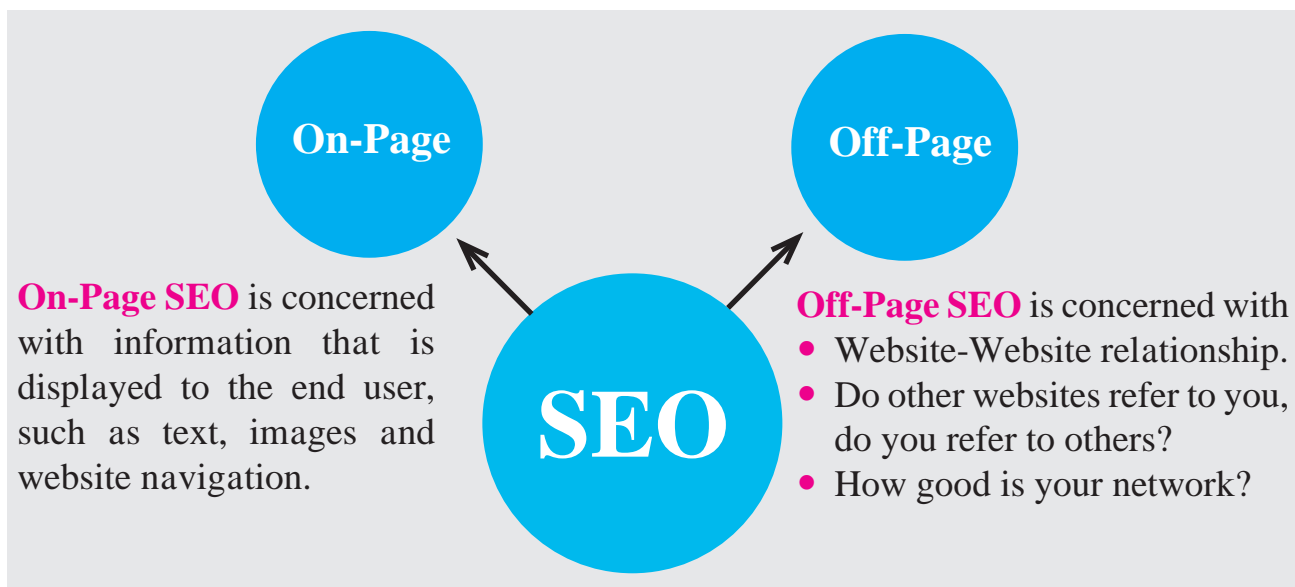 On-Page
Off-Page
On-Page SEO is concerned
with information that is
displayed to the end user,
such as text, images and
website navigation.
SEO
Off-Page SEO is concerned with
• Website-Website relationship.
• Do other websites refer to you,
do you refer to others?
• How good is your network?